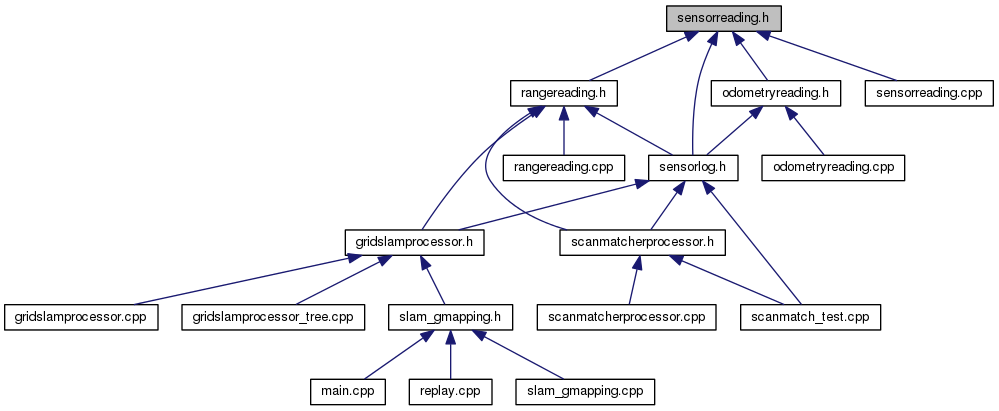 sensorreading.h
rangereading.h
odometryreading.h
sensorreading.cpp
rangereading.cpp
sensorlog.h
odometryreading.cpp
gridslamprocessor.h
scanmatcherprocessor.h
gridslamprocessor.cpp
gridslamprocessor_tree.cpp
slam_gmapping.h
scanmatcherprocessor.cpp
scanmatch_test.cpp
main.cpp
replay.cpp
slam_gmapping.cpp